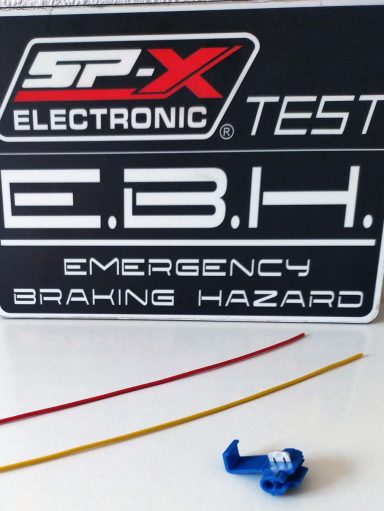 SP-X
ELECTRONIC® TEST
E.B.H.
EMERGENCY
BRAKING HAZARD